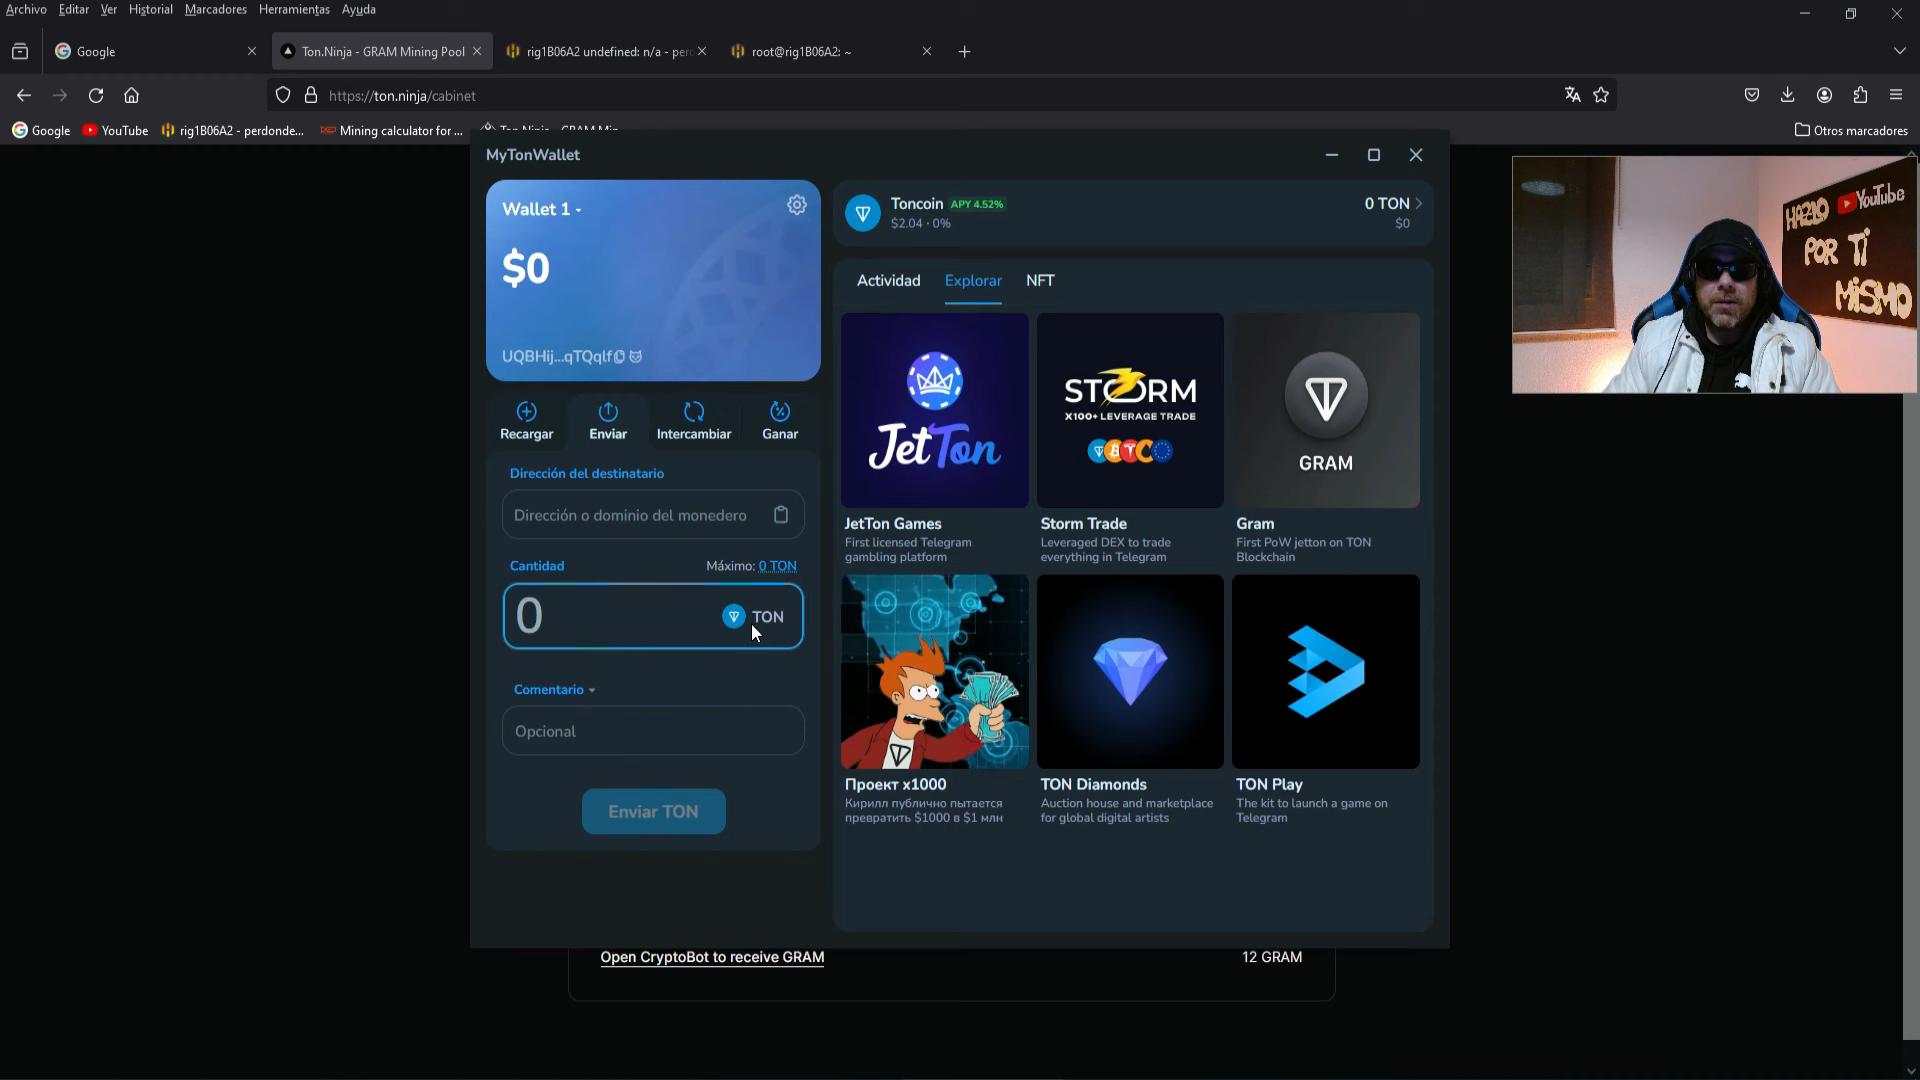 Archivo Editar Ver Historial Marcadores Herramientas Ayuda
Google
Ton.Ninja - GRAM Mining Pool
rig1B06A2 undefined: n/a - per
root@rig1B06A2: ~
https://ton.ninja/cabinet
Google YouTube rig1B06A2 - perdonde... Mining calculator for ... Ton.Ninja - GRAM Min... Otros marcadores
MyTonWallet
Wallet 1
$0
UQBHij...qTQqlf
Recargar Enviar Intercambiar Ganar
Dirección del destinatario
Dirección o dominio del monedero
Cantidad Máximo: 0 TON
0 TON
Comentario
Opcional
Enviar TON
Toncoin APY 4.52% 0 TON
$2.04 · 0% $0
Actividad Explorar NFT
JetTon
STORM
X100+ LEVERAGE TRADE
GRAM
JetTon Games
First licensed Telegram
gambling platform
Storm Trade
Leveraged DEX to trade
everything in Telegram
Gram
First PoW jetton on TON
Blockchain
Проект x1000
Кирилл публично пытается
превратить $1000 в $1 млн
TON Diamonds
Auction house and marketplace
for global digital artists
TON Play
The kit to launch a game on
Telegram
Open CryptoBot to receive GRAM 12 GRAM
YouTube
HAZLO
POR TI
MiSMO